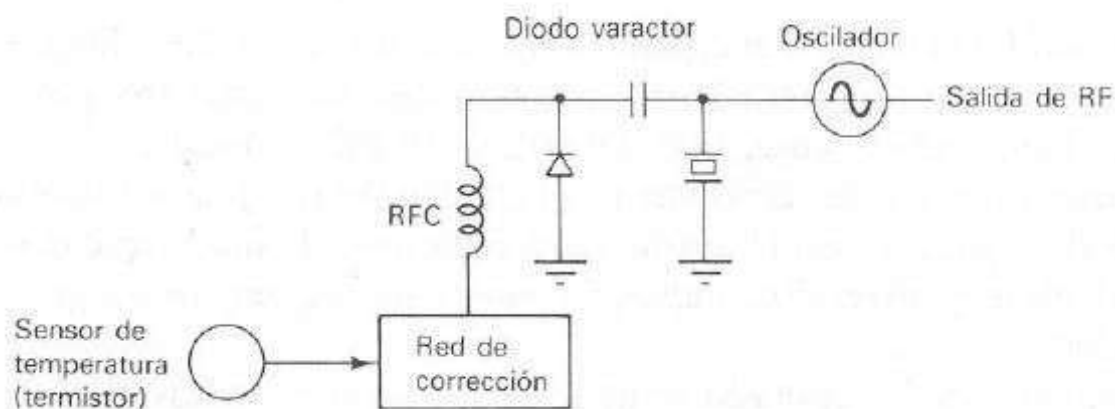 Diodo varactor
Oscilador
Salida de RF
RFC
Sensor de
temperatura
(termistor)
Red de
corrección